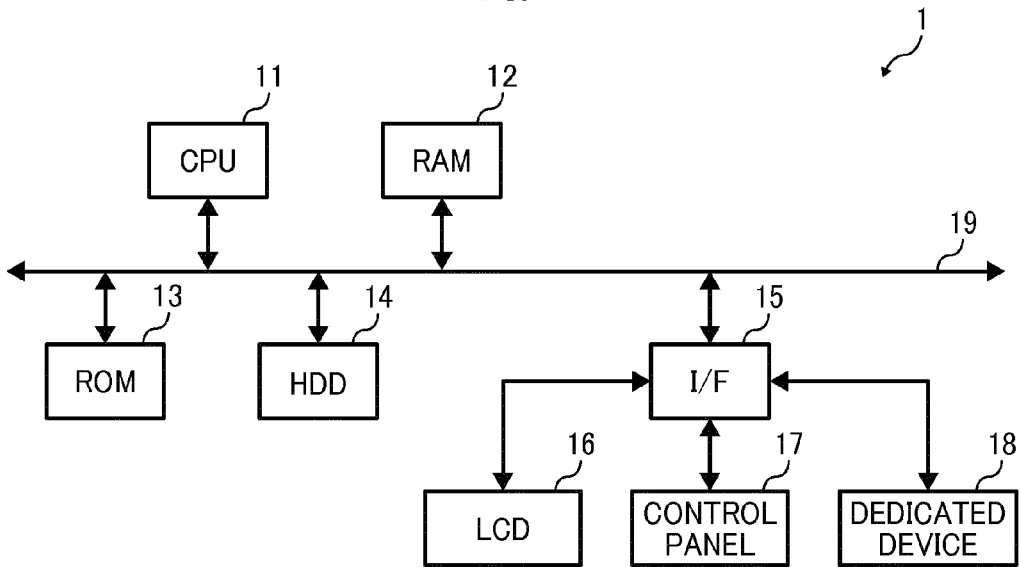 1
11
12
CPU
RAM
19
13
14
15
ROM
HDD
I/F
16
17
18
LCD
CONTROL
PANEL
DEDICATED
DEVICE